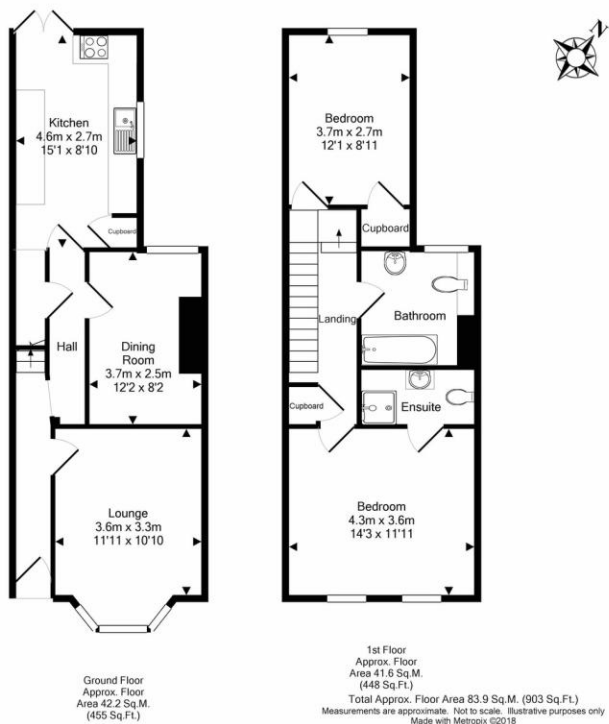 N
Kitchen
4.6m x 2.7m
15'1 x 8'10
Cupboard
Hall
Dining
Room
3.7m x 2.5m
12'2 x 8'2
Lounge
3.6m x 3.3m
11'11 x 10'10
Ground Floor
Approx. Floor
Area 42.2 Sq.M.
(455 Sq.Ft.)
Bedroom
3.7m x 2.7m
12'1 x 8'11
Cupboard
Landing
Bathroom
Cupboard
Ensuite
Bedroom
4.3m x 3.6m
14'3 x 11'11
1st Floor
Approx. Floor
Area 41.6 Sq.M.
(448 Sq.Ft.)
Total Approx. Floor Area 83.9 Sq.M. (903 Sq.Ft.)
Measurements are approximate. Not to scale. Illustrative purposes only
Made with Metropix ©2018